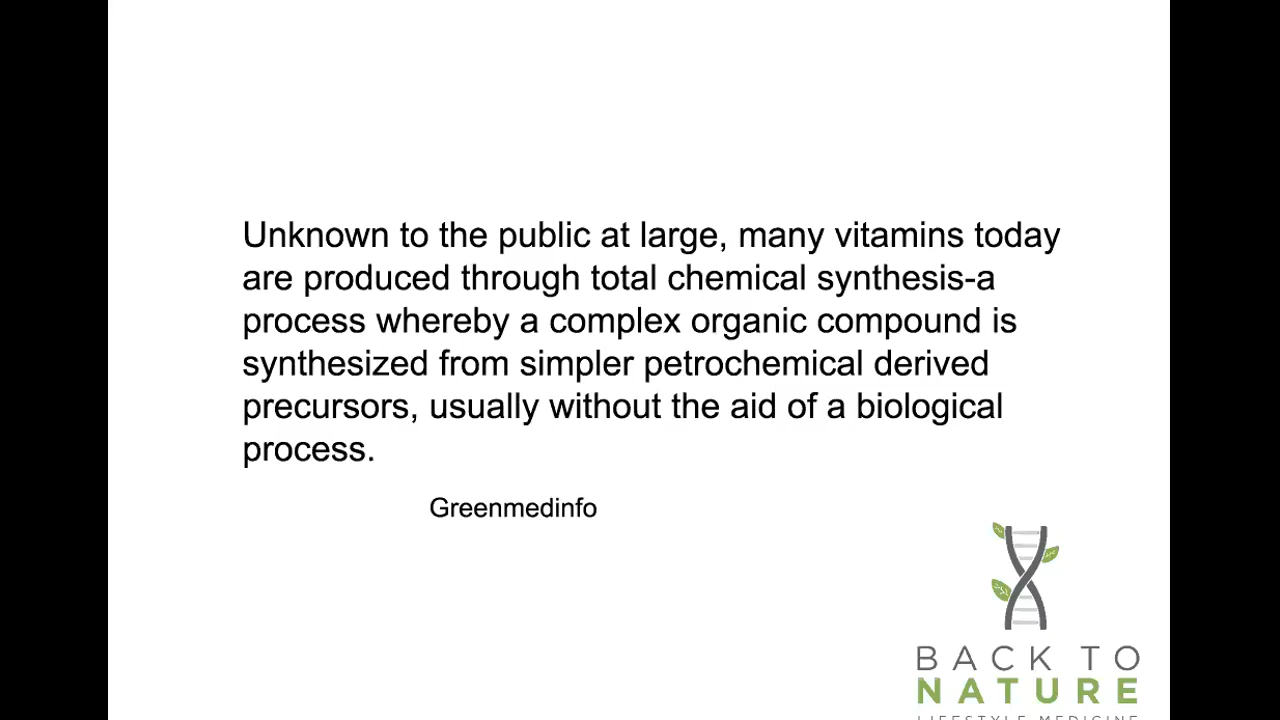 Unknown to the public at large, many vitamins today
are produced through total chemical synthesis-a
process whereby a complex organic compound is
synthesized from simpler petrochemical derived
precursors, usually without the aid of a biological
process.
Greenmedinfo
BACK TO
NATURE
LIFESTYLE MEDICINE